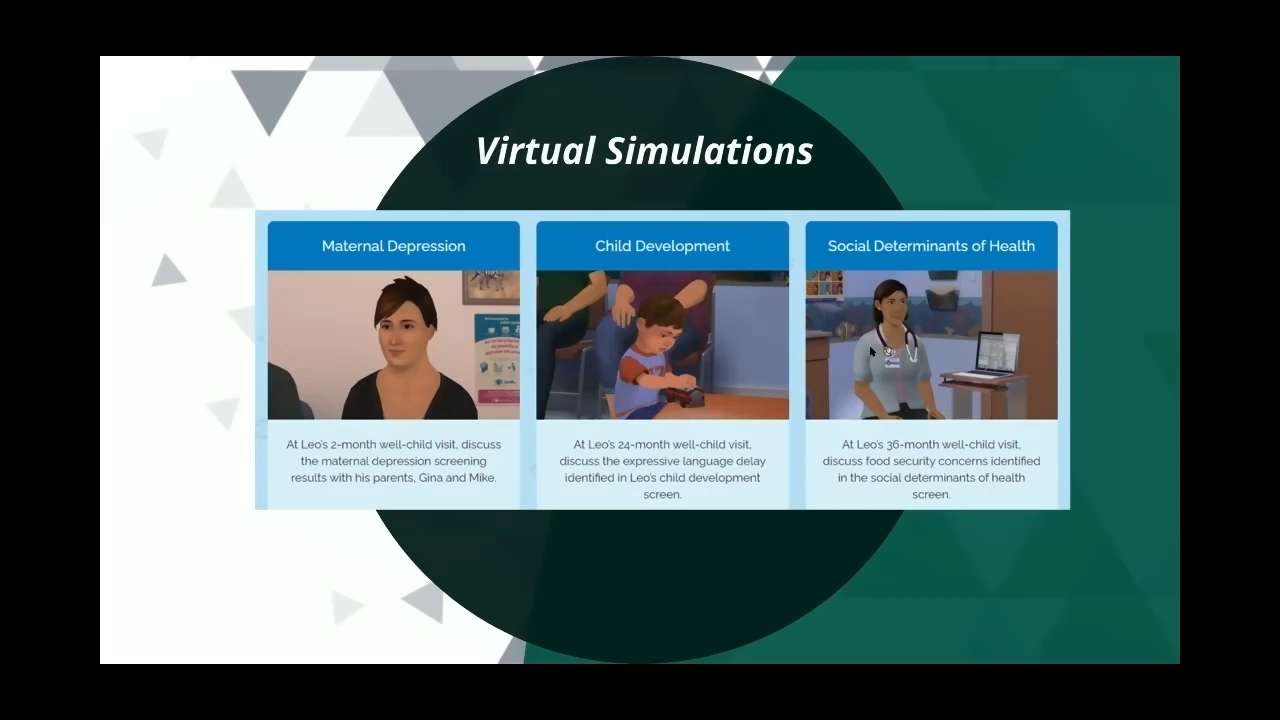 Virtual Simulations
Maternal Depression
At Leo's 2-month well-child visit, discuss
the maternal depression screening
results with his parents, Gina and Mike.
Child Development
At Leo's 24-month well-child visit,
discuss the expressive language delay
identified in Leo's child development
screen.
Social Determinants of Health
At Leo's 36-month well-child visit,
discuss food security concerns identified
in the social determinants of health
screen.